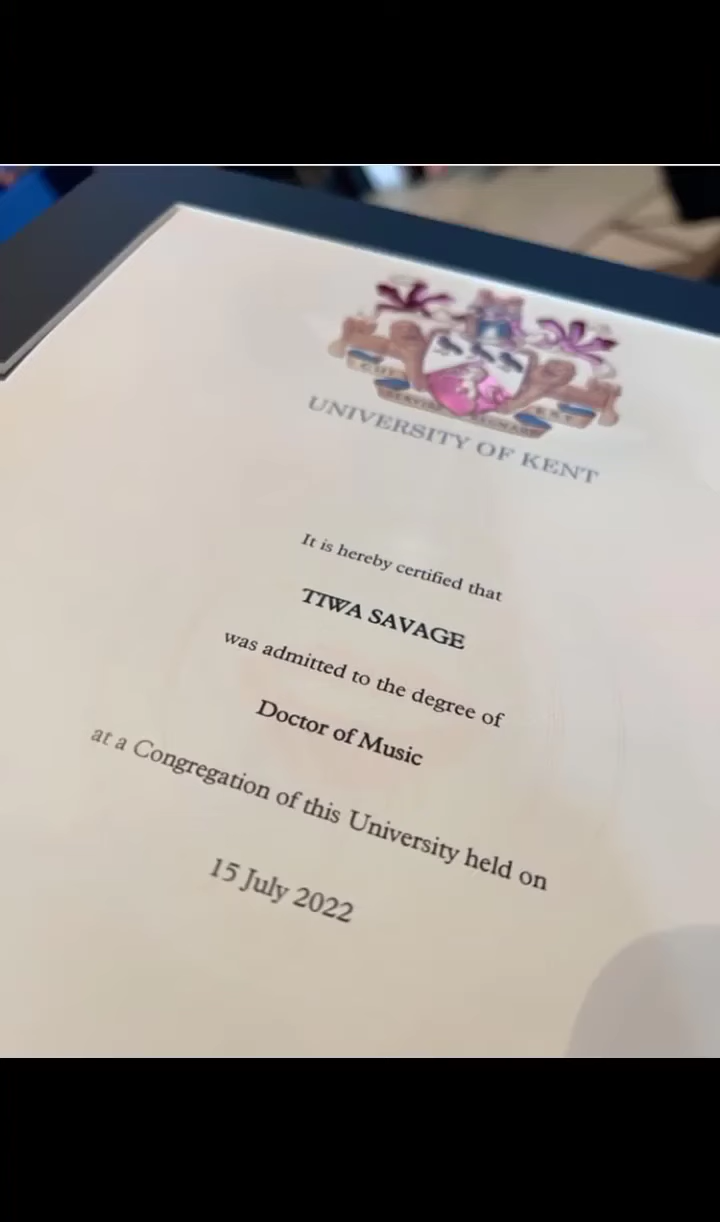 UNIVERSITY OF KENT
It is hereby certified that
TIWA SAVAGE
was admitted to the degree of
Doctor of Music
at a Congregation of this University held on
15 July 2022